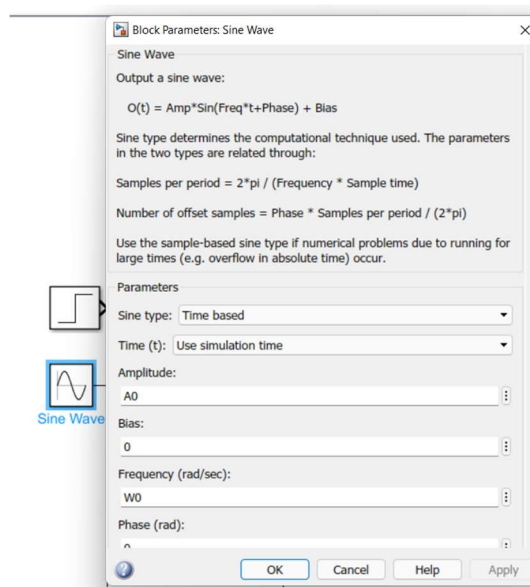 Block Parameters: Sine Wave
Sine Wave
Output a sine wave:
O(t) = Amp*Sin(Freq*t+Phase) + Bias
Sine type determines the computational technique used. The parameters
in the two types are related through:
Samples per period = 2*pi / (Frequency * Sample time)
Number of offset samples = Phase * Samples per period / (2*pi)
Use the sample-based sine type if numerical problems due to running for
large times (e.g. overflow in absolute time) occur.
Parameters
Sine type: Time based
Time (t): Use simulation time
Amplitude:
A0
Bias:
0
Frequency (rad/sec):
W0
Phase (rad):
OK Cancel Help Apply
Sine Wave